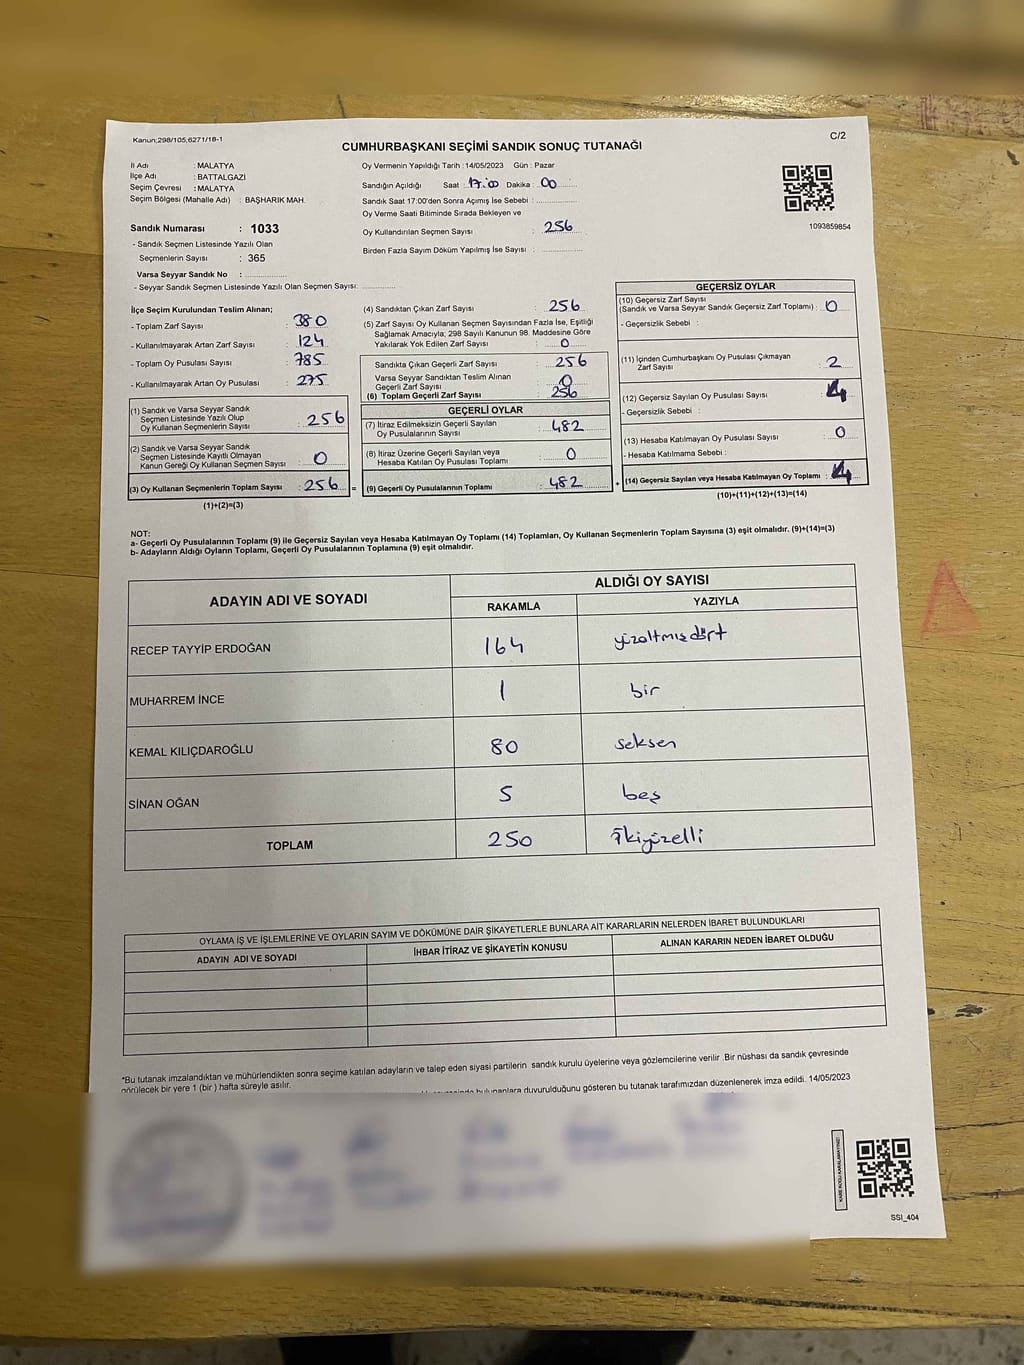 Kanun;298/105,6271/18-1
C/2
CUMHURBAŞKANI SEÇİMİ SANDIK SONUÇ TUTANAĞI
İl Adı : MALATYA
İlçe Adı : BATTALGAZİ
Seçim Çevresi : MALATYA
Seçim Bölgesi (Mahalle Adı) : BAŞHARIK MAH.
Oy Vermenin Yapıldığı Tarih : 14/05/2023 Gün : Pazar
Sandığın Açıldığı Saat : 17:00 Dakika : 00
Sandık Saat 17:00'den Sonra Açımış İse Sebebi :
Oy Verme Saati Bitiminde Sırada Bekleyen ve
Oy Kullandırılan Seçmen Sayısı : 256
Birden Fazla Sayım Döküm Yapılmış İse Sayısı :
1093859854
Sandık Numarası : 1033
- Sandık Seçmen Listesinde Yazılı Olan
Seçmenlerin Sayısı : 365
Varsa Seyyar Sandık No :
- Seyyar Sandık Seçmen Listesinde Yazılı Olan Seçmen Sayısı:
İlçe Seçim Kurulundan Teslim Alınan;
- Toplam Zarf Sayısı : 380
- Kullanılmayarak Artan Zarf Sayısı : 124
- Toplam Oy Pusulası Sayısı : 785
- Kullanılmayarak Artan Oy Pusulası : 275
(1) Sandık ve Varsa Seyyar Sandık
Seçmen Listesinde Yazılı Olup
Oy Kullanan Seçmenlerin Sayısı : 256
(2) Sandık ve Varsa Seyyar Sandık
Seçmen Listesinde Kayıtlı Olmayan
Kanun Gereği Oy Kullanan Seçmen Sayısı : 0
(3) Oy Kullanan Seçmenlerin Toplam Sayısı : 256 =
(1)+(2)=(3)
(4) Sandıktan Çıkan Zarf Sayısı : 256
(5) Zarf Sayısı Oy Kullanan Seçmen Sayısından Fazla İse, Eşitliği
Sağlamak Amacıyla; 298 Sayılı Kanunun 98. Maddesine Göre
Yakılarak Yok Edilen Zarf Sayısı : 0
Sandıkta Çıkan Geçerli Zarf Sayısı : 256
Varsa Seyyar Sandıktan Teslim Alınan
Geçerli Zarf Sayısı : 0
(6) Toplam Geçerli Zarf Sayısı : 256
GEÇERLİ OYLAR
(7) İtiraz Edilmeksizin Geçerli Sayılan
Oy Pusulalarının Sayısı : 482
(8) İtiraz Üzerine Geçerli Sayılan veya
Hesaba Katılan Oy Pusulası Toplamı : 0
(9) Geçerli Oy Pusulalarının Toplamı : 482 +
GEÇERSİZ OYLAR
(10) Geçersiz Zarf Sayısı
(Sandık ve Varsa Seyyar Sandık Geçersiz Zarf Toplamı) : 0
- Geçersizlik Sebebi :
(11) İçinden Cumhurbaşkanı Oy Pusulası Çıkmayan
Zarf Sayısı : 2
(12) Geçersiz Sayılan Oy Pusulası Sayısı : 4
- Geçersizlik Sebebi :
(13) Hesaba Katılmayan Oy Pusulası Sayısı : 0
- Hesaba Katılmama Sebebi :
(14) Geçersiz Sayılan veya Hesaba Katılmayan Oy Toplamı : 4
(10)+(11)+(12)+(13)=(14)
NOT:
a- Geçerli Oy Pusulalarının Toplamı (9) ile Geçersiz Sayılan veya Hesaba Katılmayan Oy Toplamı (14) Toplamları, Oy Kullanan Seçmenlerin Toplam Sayısına (3) eşit olmalıdır. (9)+(14)=(3)
b- Adayların Aldığı Oyların Toplamı, Geçerli Oy Pusulalarının Toplamına (9) eşit olmalıdır.
ADAYIN ADI VE SOYADI
ALDIĞI OY SAYISI
RAKAMLA YAZIYLA
RECEP TAYYİP ERDOĞAN 164 yüzaltmışdört
MUHARREM İNCE 1 bir
KEMAL KILIÇDAROĞLU 80 seksen
SİNAN OĞAN 5 beş
TOPLAM 250 ikiyüzelli
OYLAMA İŞ VE İŞLEMLERİNE VE OYLARIN SAYIM VE DÖKÜMÜNE DAİR ŞİKAYETLERLE BUNLARA AİT KARARLARIN NELERDEN İBARET BULUNDUKLARI
ADAYIN ADI VE SOYADI İHBAR İTİRAZ VE ŞİKAYETİN KONUSU ALINAN KARARIN NEDEN İBARET OLDUĞU
*Bu tutanak imzalandıktan ve mühürlendikten sonra seçime katılan adayların ve talep eden siyasi partilerin sandık kurulu üyelerine veya gözlemcilerine verilir .Bir nüshası da sandık çevresinde
görülecek bir yere 1 (bir ) hafta süreyle asılır.
bulunanlara duyurulduğunu gösteren bu tutanak tarafımızdan düzenlenerek imza edildi. 14/05/2023
KARE KODU KARALAMAYINIZ!
SSI_404